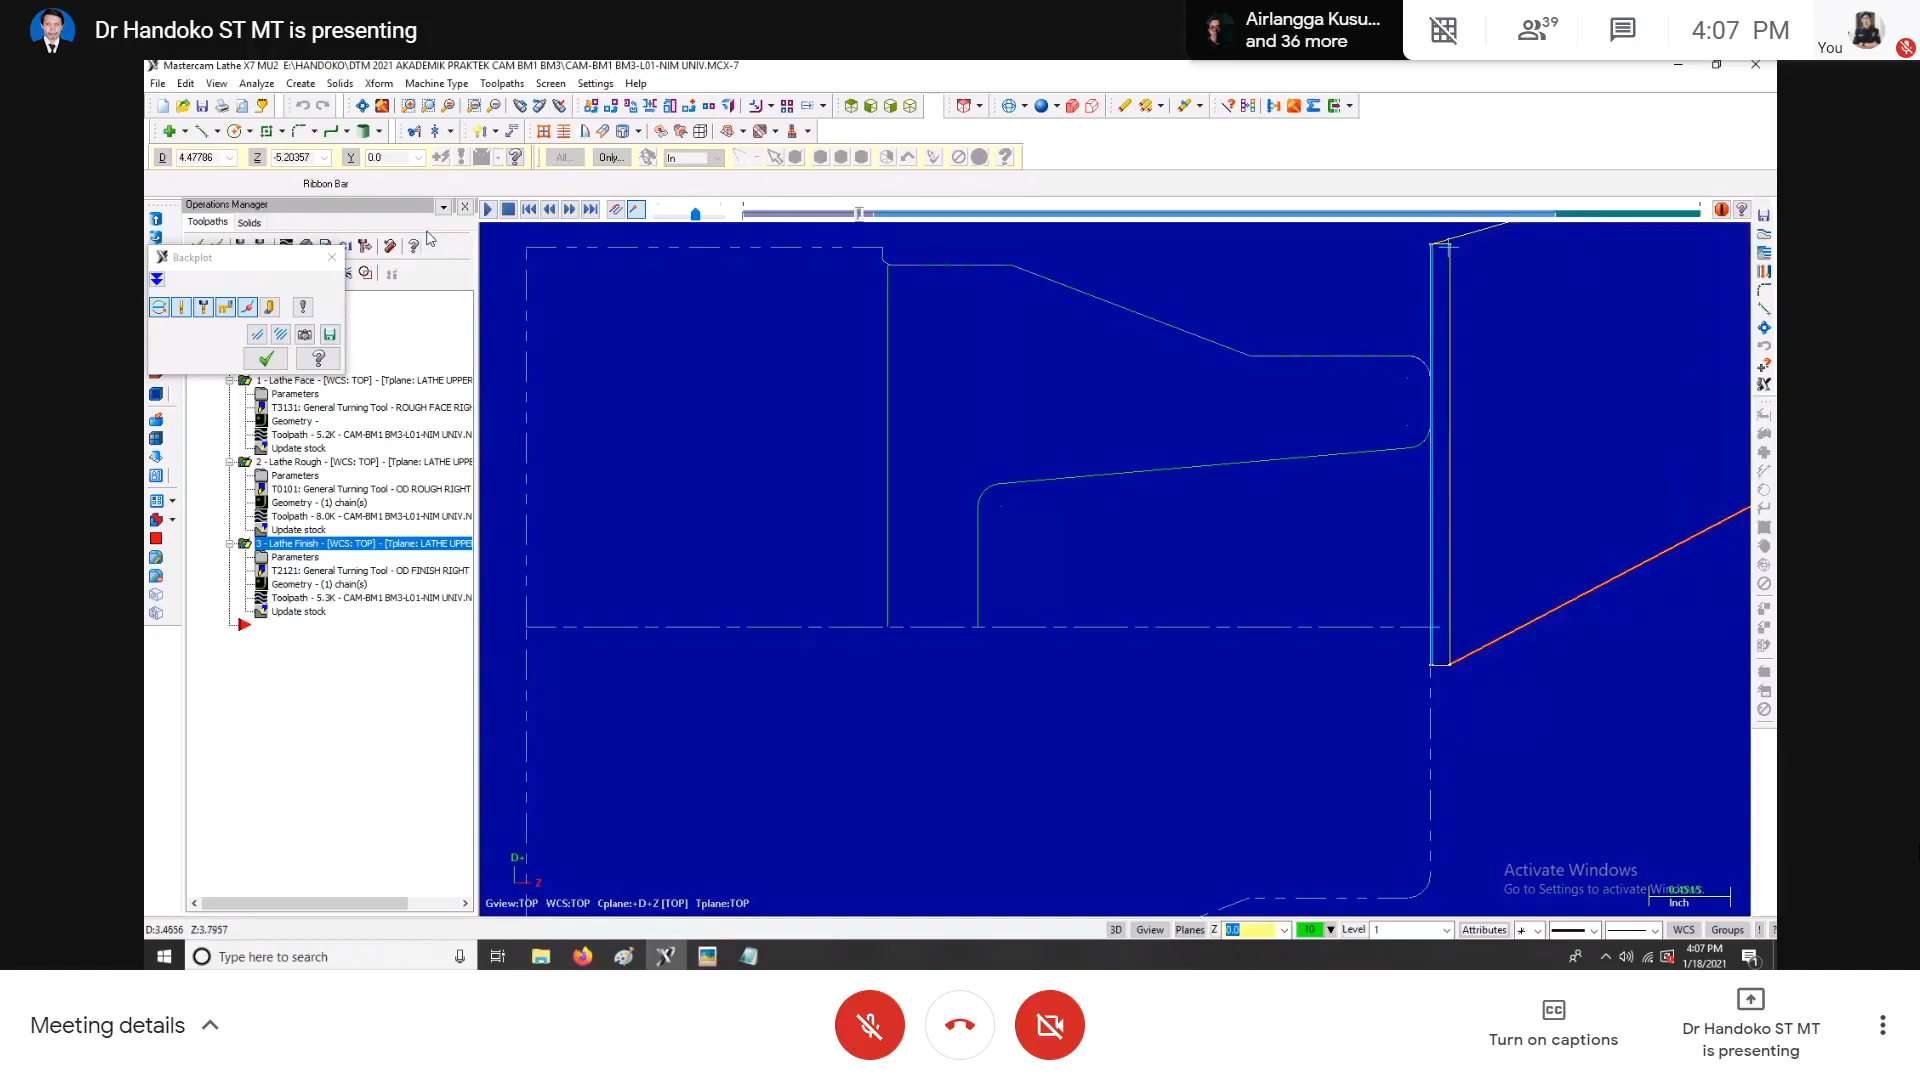 Dr Handoko ST MT is presenting
Airlangga Kusu...
and 36 more
39
4:07 PM
You
Mastercam Lathe X7 MU2 E:\HANDOKO\DTM 2021 AKADEMIK PRAKTEK CAM BM1 BM3\CAM-BM1 BM3-L01-NIM UNIV.MCX-7
File Edit View Analyze Create Solids Xform Machine Type Toolpaths Screen Settings Help
D 4.47786 Z -5.20357 Y 0.0 All... Only... In
Ribbon Bar
Operations Manager
Toolpaths Solids
Backplot
1 - Lathe Face - [WCS: TOP] - [Tplane: LATHE UPPER
Parameters
T3131: General Turning Tool - ROUGH FACE RIGH
Geometry -
Toolpath - 5.2K - CAM-BM1 BM3-L01-NIM UNIV.N
Update stock
2 - Lathe Rough - [WCS: TOP] - [Tplane: LATHE UPPE
Parameters
T0101: General Turning Tool - OD ROUGH RIGHT
Geometry - (1) chain(s)
Toolpath - 8.0K - CAM-BM1 BM3-L01-NIM UNIV.N
Update stock
3 - Lathe Finish - [WCS: TOP] - [Tplane: LATHE UPPE
Parameters
T2121: General Turning Tool - OD FINISH RIGHT
Geometry - (1) chain(s)
Toolpath - 5.3K - CAM-BM1 BM3-L01-NIM UNIV.N
Update stock
D+
Z
Activate Windows
Go to Settings to activate Windows.
Inch
Gview:TOP WCS:TOP Cplane:+D+Z [TOP] Tplane:TOP
D:3.4656 Z:3.7957
3D Gview Planes Z 0.0 10 Level 1 Attributes WCS Groups ! ?
Type here to search
4:07 PM
1/18/2021
Meeting details
Turn on captions
Dr Handoko ST MT
is presenting